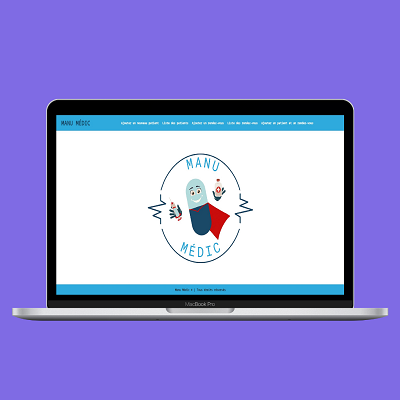 MANU MÉDIC   Ajouter un nouveau patient   Liste des patients   Ajouter un rendez-vous   Liste des rendez-vous   Ajouter un patient et un rendez-vous
MANU
MÉDIC
Manu Médic © | Tous droits réservés
MacBook Pro